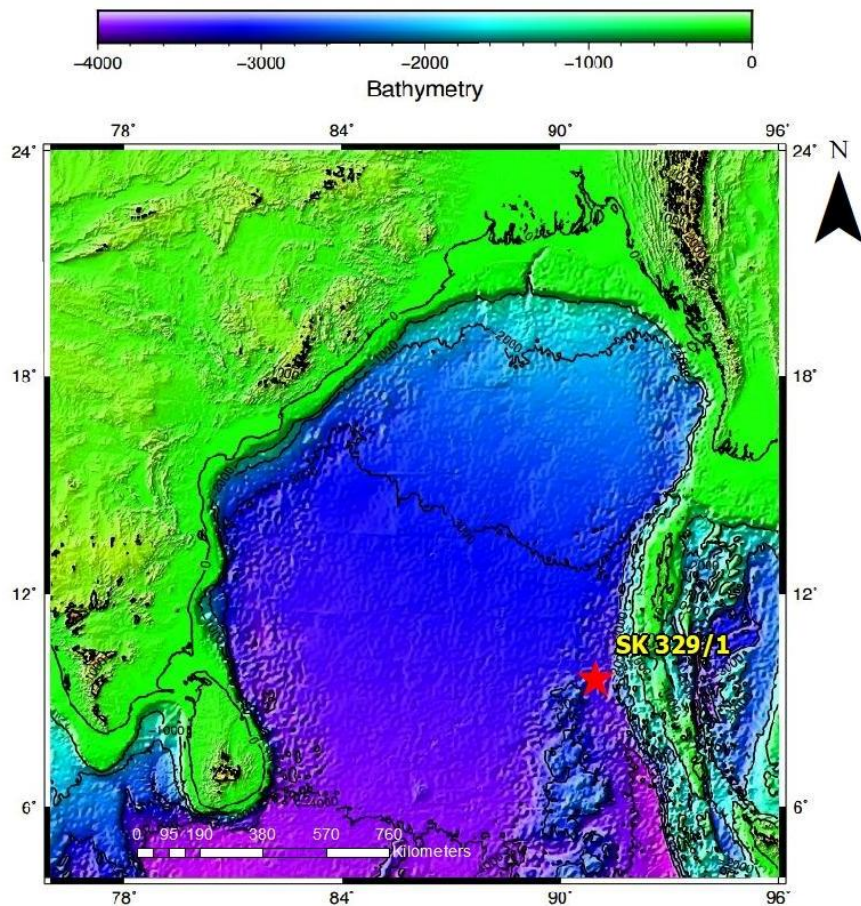 −4000 −3000 −2000 −1000 0
Bathymetry
78˚ 84˚ 90˚ 96˚
24˚ 24˚
N
18˚ 18˚
12˚ 12˚
SK 329/1
6˚ 6˚
0 95 190 380 570 760
Kilometers
78˚ 84˚ 90˚ 96˚